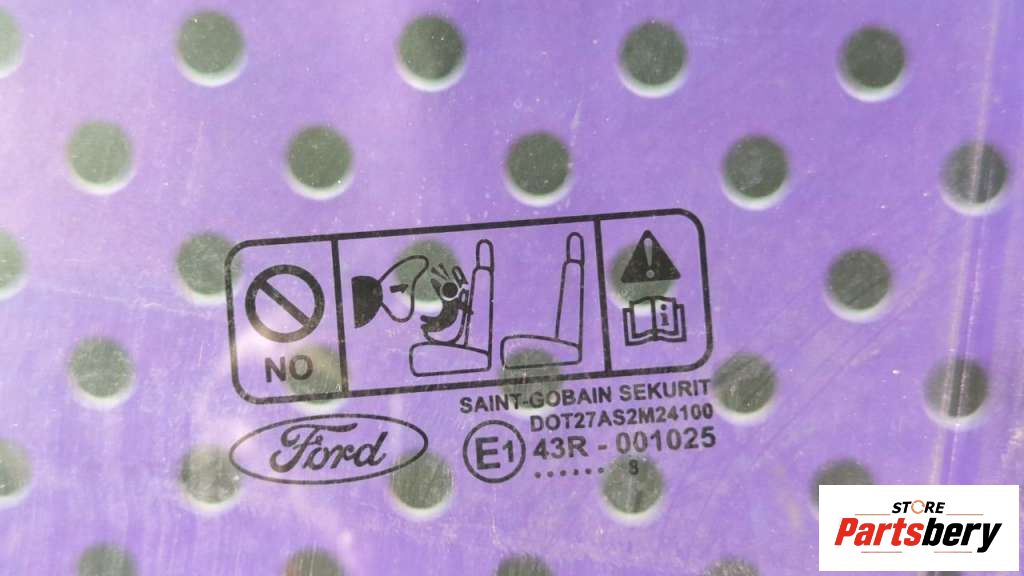 NO
SAINT-GOBAIN SEKURIT
DOT27AS2M24100
Ford
E1
43R - 001025
....... 8
STORE
Partsbery